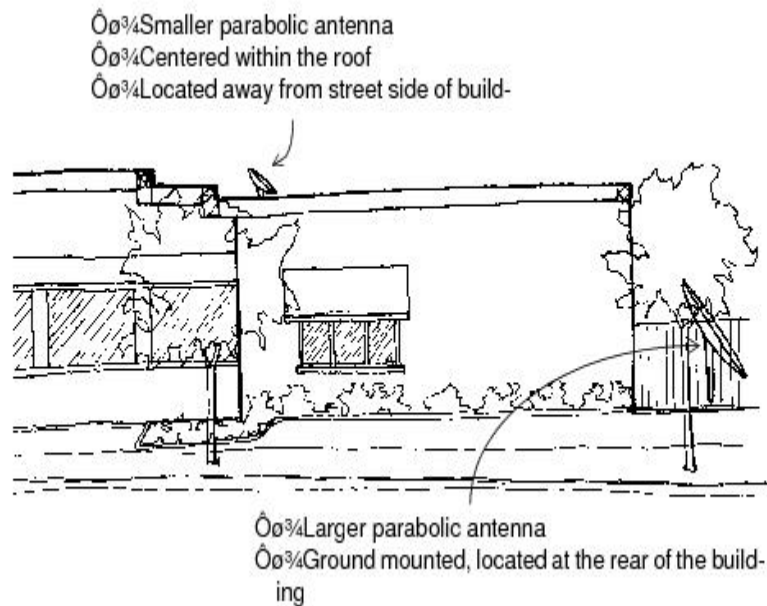 Ôø¾Smaller parabolic antenna
Ôø¾Centered within the roof
Ôø¾Located away from street side of build-
Ôø¾Larger parabolic antenna
Ôø¾Ground mounted, located at the rear of the build-
ing